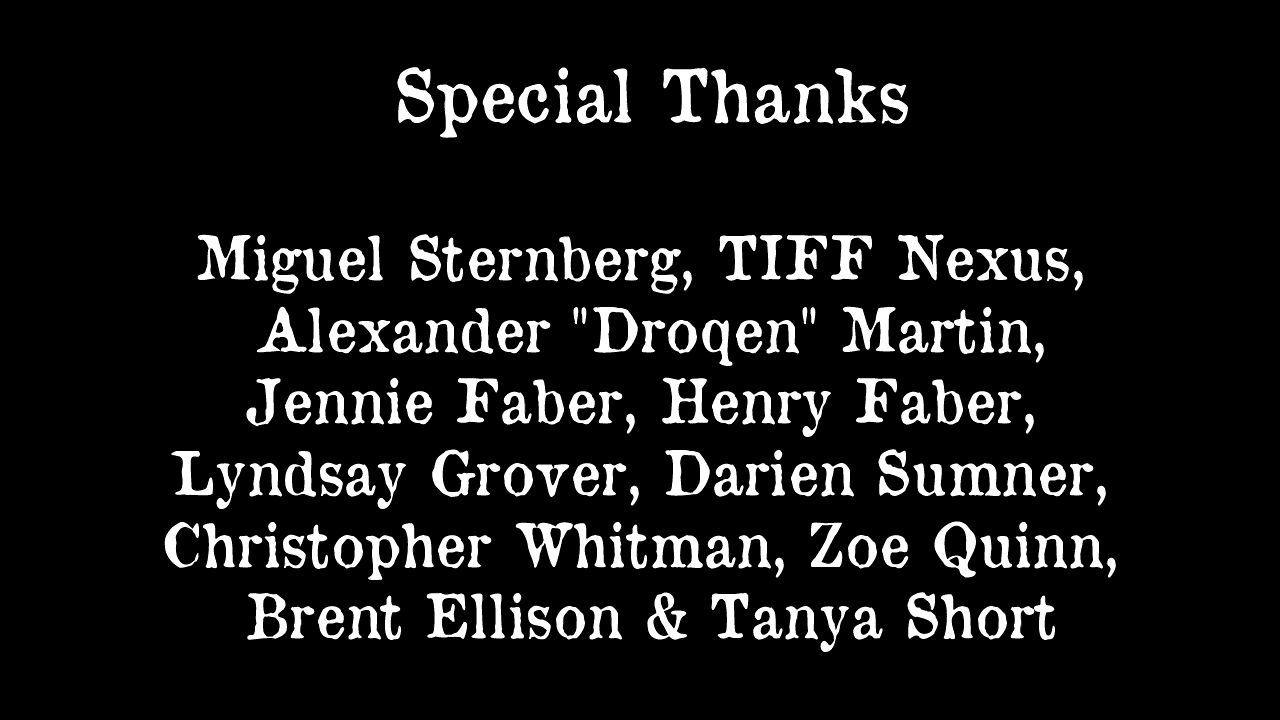 Special Thanks
Miguel Sternberg, TIFF Nexus,
Alexander "Droqen" Martin,
Jennie Faber, Henry Faber,
Lyndsay Grover, Darien Sumner,
Christopher Whitman, Zoe Quinn,
Brent Ellison & Tanya Short